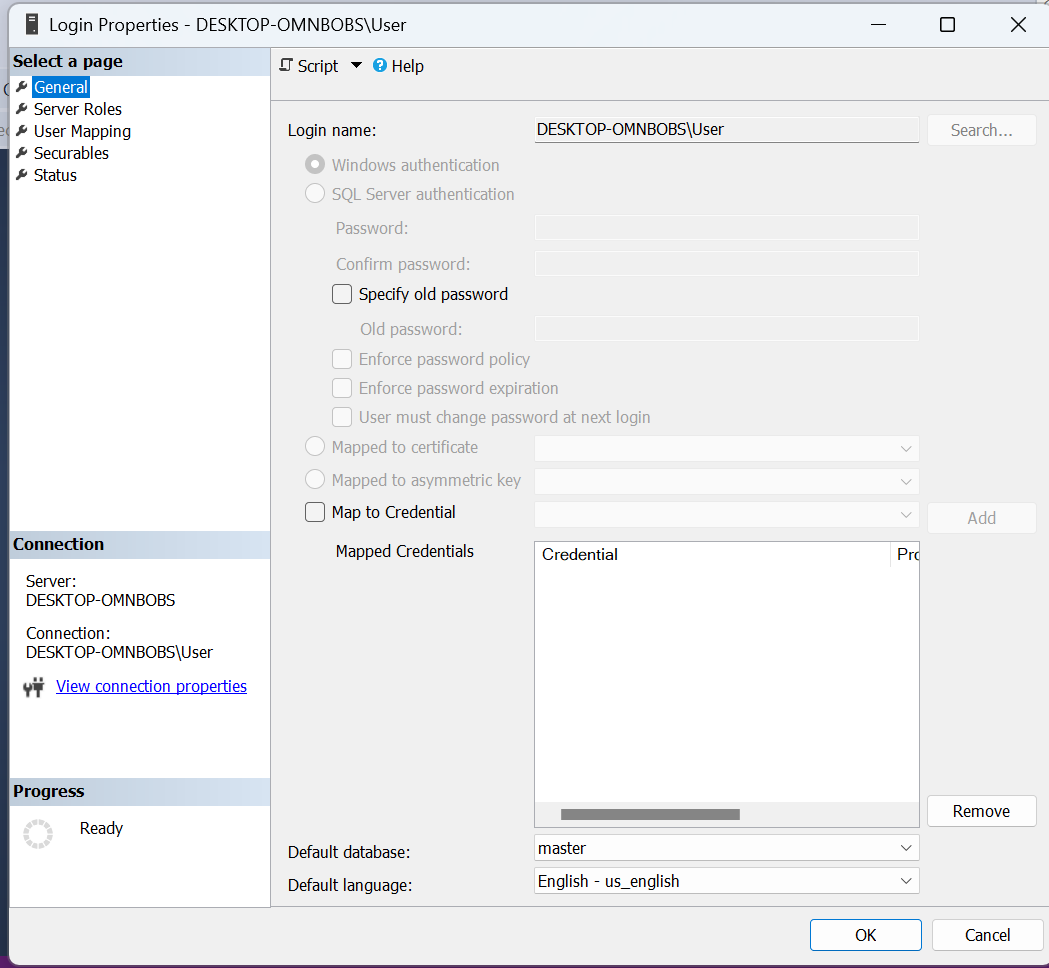 Login Properties - DESKTOP-OMNBOBS\User
Select a page
General
Server Roles
User Mapping
Securables
Status
Script
Help
Login name:
DESKTOP-OMNBOBS\User
Search...
Windows authentication
SQL Server authentication
Password:
Confirm password:
Specify old password
Old password:
Enforce password policy
Enforce password expiration
User must change password at next login
Mapped to certificate
Mapped to asymmetric key
Map to Credential
Add
Mapped Credentials
Credential
Pro
Remove
Default database:
master
Default language:
English - us_english
Connection
Server:
DESKTOP-OMNBOBS
Connection:
DESKTOP-OMNBOBS\User
View connection properties
Progress
Ready
OK
Cancel